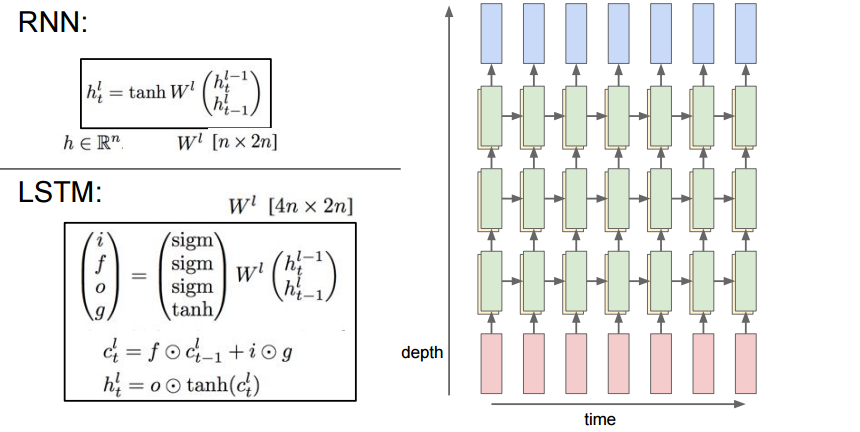 RNN:
h_t^l = tanh W^l (h_t^{l-1} h_{t-1}^l)
h ∈ ℝ^n. W^l [n × 2n]
LSTM:
W^l [4n × 2n]
(i f o g) = (sigm sigm sigm tanh) W^l (h_t^{l-1} h_{t-1}^l)
c_t^l = f ⊙ c_{t-1}^l + i ⊙ g
h_t^l = o ⊙ tanh(c_t^l)
depth
time